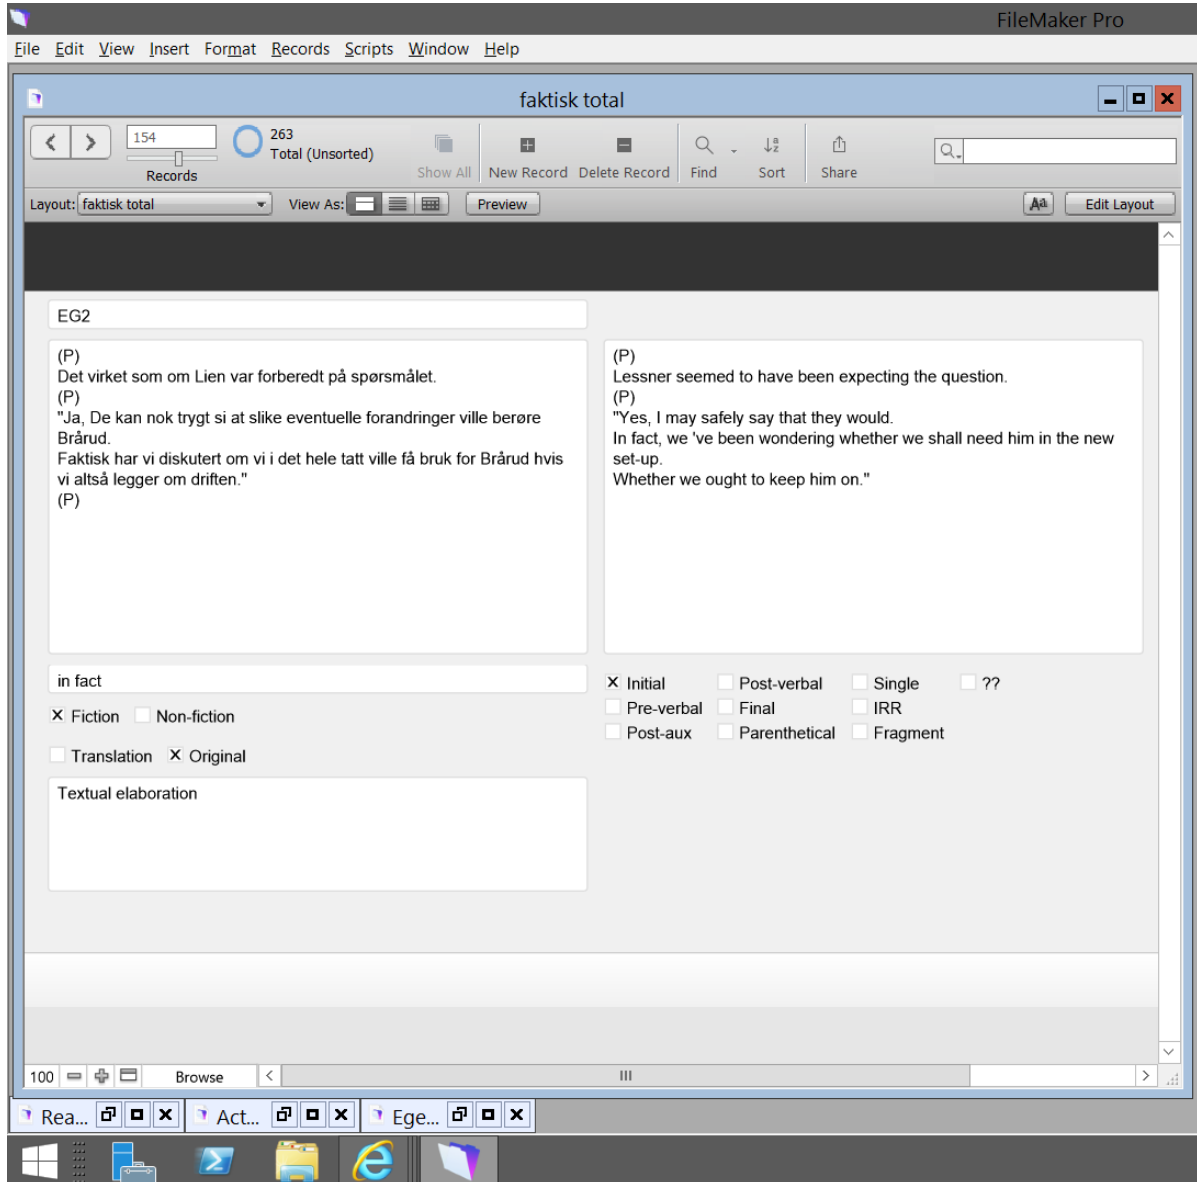 FileMaker Pro
File Edit View Insert Format Records Scripts Window Help
faktisk total
154
263
Total (Unsorted)
Records
Show All New Record Delete Record Find Sort Share
Layout: faktisk total View As: Preview Aa Edit Layout
EG2
(P)
Det virket som om Lien var forberedt på spørsmålet.
(P)
"Ja, De kan nok trygt si at slike eventuelle forandringer ville berøre
Brårud.
Faktisk har vi diskutert om vi i det hele tatt ville få bruk for Brårud hvis
vi altså legger om driften."
(P)
(P)
Lessner seemed to have been expecting the question.
(P)
"Yes, I may safely say that they would.
In fact, we 've been wondering whether we shall need him in the new
set-up.
Whether we ought to keep him on."
in fact
Fiction Non-fiction
Translation Original
Textual elaboration
Initial Post-verbal Single ??
Pre-verbal Final IRR
Post-aux Parenthetical Fragment
100 Browse
Rea... Act... Ege...